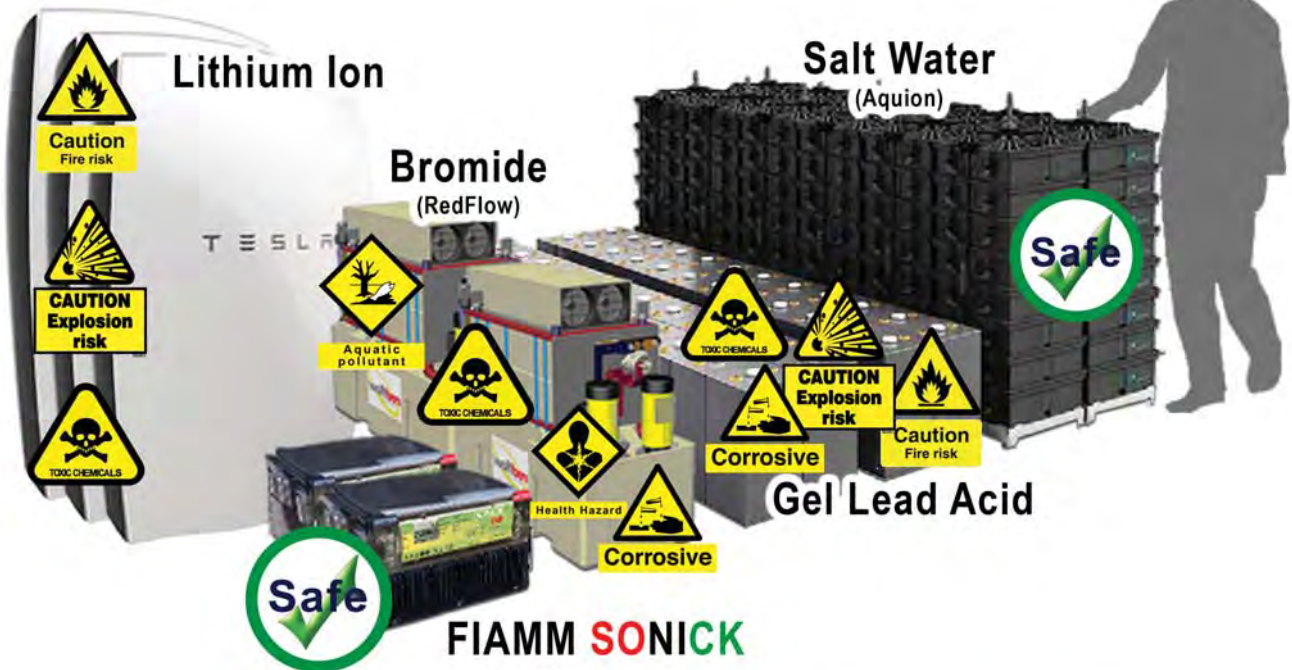 Lithium Ion
Caution
Fire risk
CAUTION
Explosion
risk
TOXIC CHEMICALS
TESLA
Bromide
(RedFlow)
Aquatic
pollutant
TOXIC CHEMICALS
Health Hazard
Corrosive
Salt Water
(Aquion)
Safe
TOXIC CHEMICALS
CAUTION
Explosion
risk
Corrosive
Caution
Fire risk
Gel Lead Acid
Safe
FIAMM SONICK